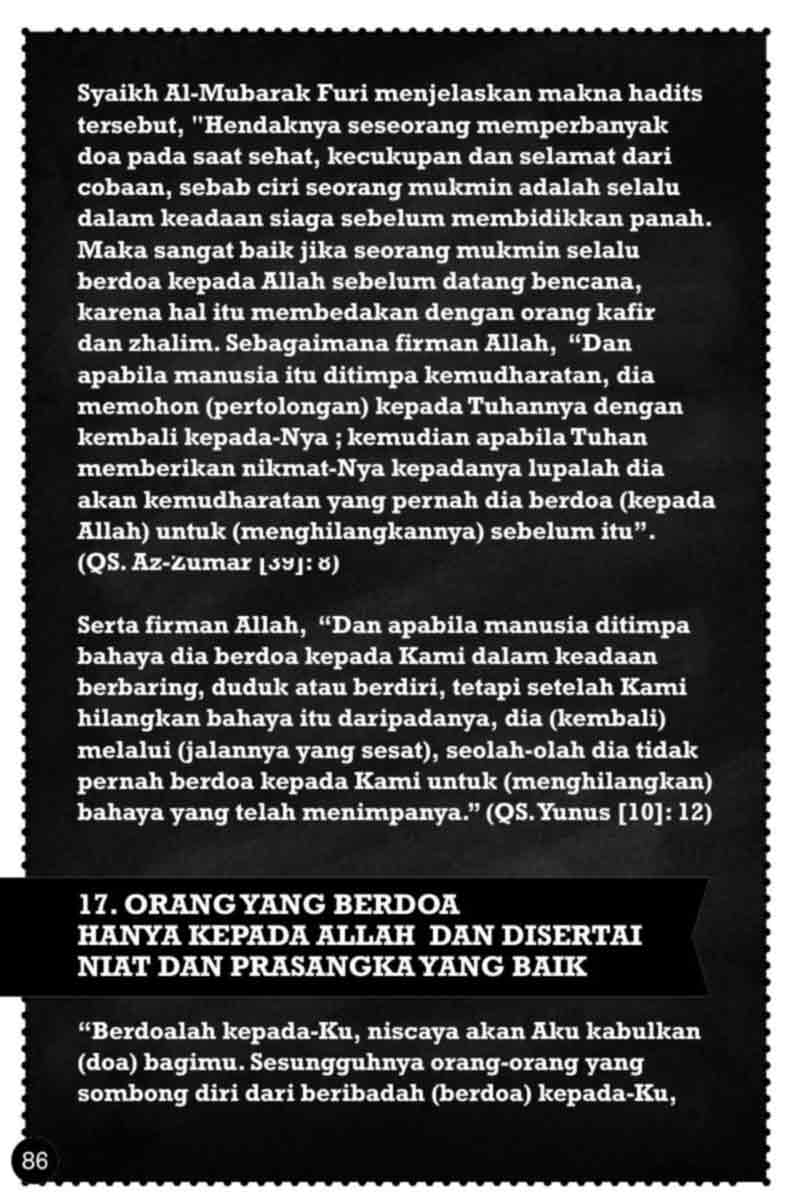 Syaikh Al-Mubarak Furi menjelaskan makna hadits
tersebut, "Hendaknya seseorang memperbanyak
doa pada saat sehat, kecukupan dan selamat dari
cobaan, sebab ciri seorang mukmin adalah selalu
dalam keadaan siaga sebelum membidikkan panah.
Maka sangat baik jika seorang mukmin selalu
berdoa kepada Allah sebelum datang bencana,
karena hal itu membedakan dengan orang kafir
dan zhalim. Sebagaimana firman Allah, “Dan
apabila manusia itu ditimpa kemudharatan, dia
memohon (pertolongan) kepada Tuhannya dengan
kembali kepada-Nya ; kemudian apabila Tuhan
memberikan nikmat-Nya kepadanya lupalah dia
akan kemudharatan yang pernah dia berdoa (kepada
Allah) untuk (menghilangkannya) sebelum itu”.
(QS. Az-Zumar [39]: 8)
Serta firman Allah, “Dan apabila manusia ditimpa
bahaya dia berdoa kepada Kami dalam keadaan
berbaring, duduk atau berdiri, tetapi setelah Kami
hilangkan bahaya itu daripadanya, dia (kembali)
melalui (jalannya yang sesat), seolah-olah dia tidak
pernah berdoa kepada Kami untuk (menghilangkan)
bahaya yang telah menimpanya.” (QS. Yunus [10]: 12)
17. ORANG YANG BERDOA
HANYA KEPADA ALLAH DAN DISERTAI
NIAT DAN PRASANGKA YANG BAIK
“Berdoalah kepada-Ku, niscaya akan Aku kabulkan
(doa) bagimu. Sesungguhnya orang-orang yang
sombong diri dari beribadah (berdoa) kepada-Ku,
86